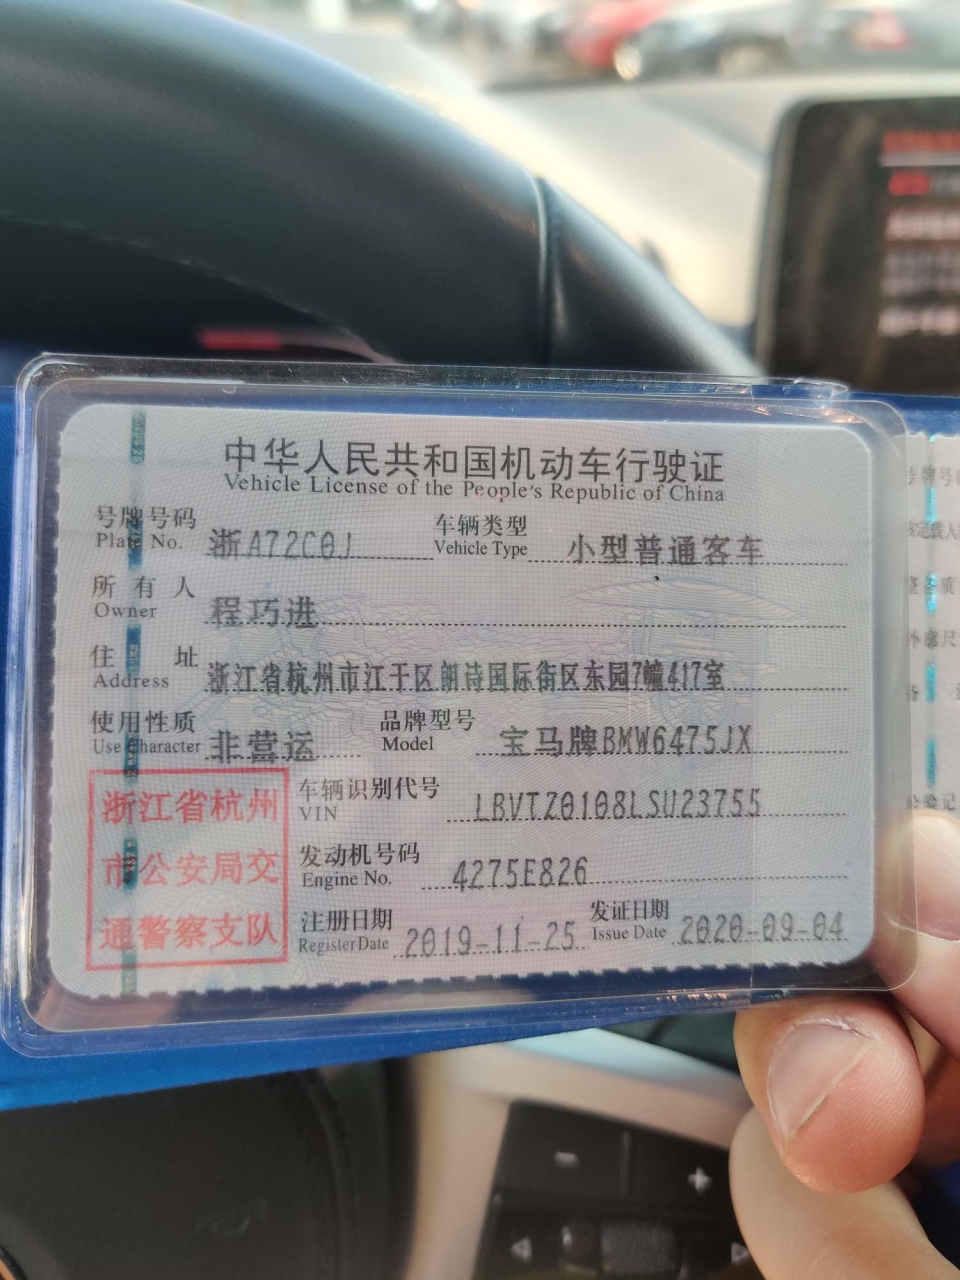 中华人民共和国机动车行驶证
Vehicle License of the People's Republic of China
号牌号码 浙A72C0J 车辆类型 小型普通客车
Plate No. Vehicle Type
所有人 程巧进
Owner
住址 浙江省杭州市江干区朗诗国际街区东园7幢417室
Address
使用性质 非营运 品牌型号 宝马牌BMW6475JX
Use Character Model
浙江省杭州
市公安局交
通警察支队
车辆识别代号 LBVTZ0108LSU23755
VIN
发动机号码 4275E826
Engine No.
注册日期 2019-11-25 发证日期 2020-09-04
Register Date Issue Date